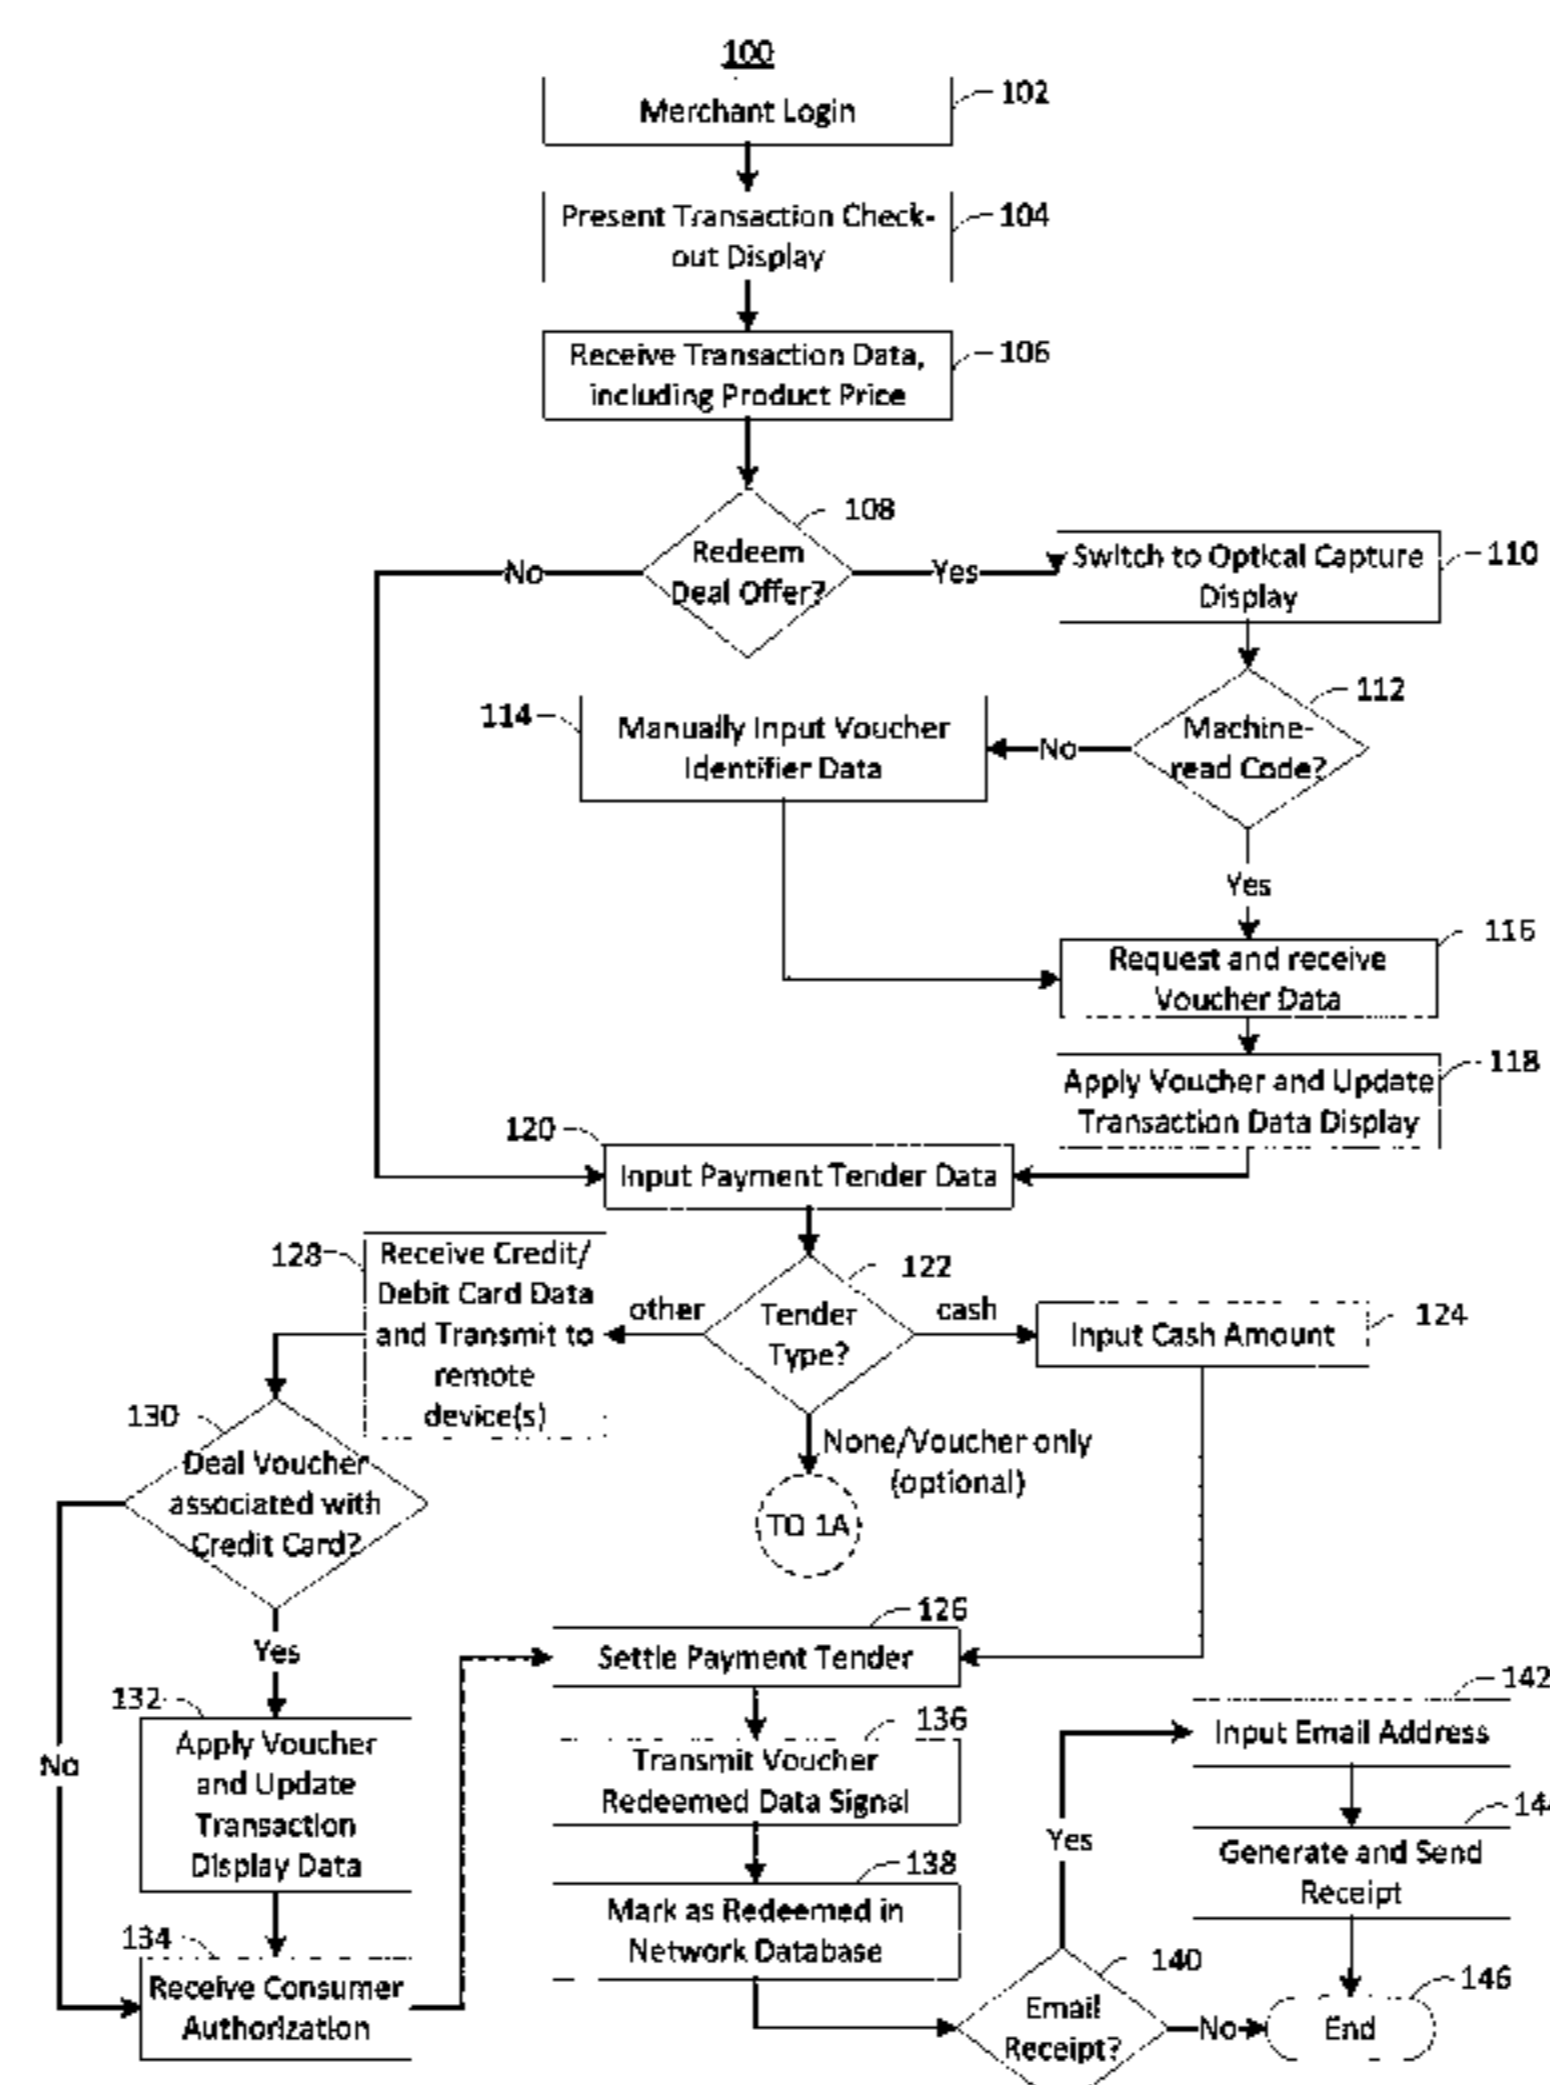 100
Merchant Login
102
Present Transaction Check-
out Display
104
Receive Transaction Data,
including Product Price
106
Redeem
Deal Offer?
108
No
Yes
Switch to Optical Capture
Display
110
Machine-
read Code?
112
No
Manually Input Voucher
Identifier Data
114
Yes
Request and receive
Voucher Data
116
Apply Voucher and Update
Transaction Data Display
118
120
Input Payment Tender Data
Tender
Type?
122
other
cash
Input Cash Amount
124
None/Voucher only
(optional)
TO 1A
128
Receive Credit/
Debit Card Data
and Transmit to
remote
device(s)
130
Deal Voucher
associated with
Credit Card?
No
Yes
132
Apply Voucher
and Update
Transaction
Display Data
134
Receive Consumer
Authorization
126
Settle Payment Tender
136
Transmit Voucher
Redeemed Data Signal
138
Mark as Redeemed in
Network Database
140
Email
Receipt?
Yes
No
142
Input Email Address
Generate and Send
Receipt
146
End